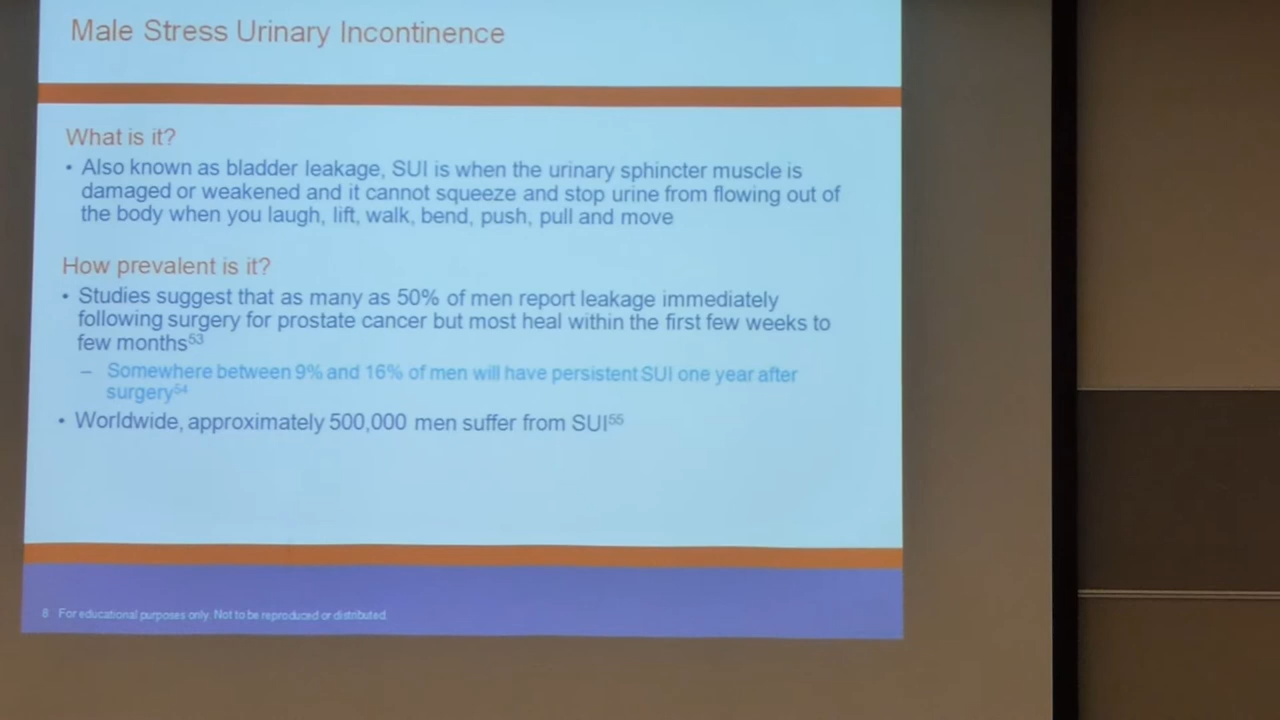 Male Stress Urinary Incontinence
What is it?
• Also known as bladder leakage, SUI is when the urinary sphincter muscle is
damaged or weakened and it cannot squeeze and stop urine from flowing out of
the body when you laugh, lift, walk, bend, push, pull and move
How prevalent is it?
• Studies suggest that as many as 50% of men report leakage immediately
following surgery for prostate cancer but most heal within the first few weeks to
few months⁵³
– Somewhere between 9% and 16% of men will have persistent SUI one year after
surgery⁵⁴
• Worldwide, approximately 500,000 men suffer from SUI⁵⁵
8 For educational purposes only. Not to be reproduced or distributed.